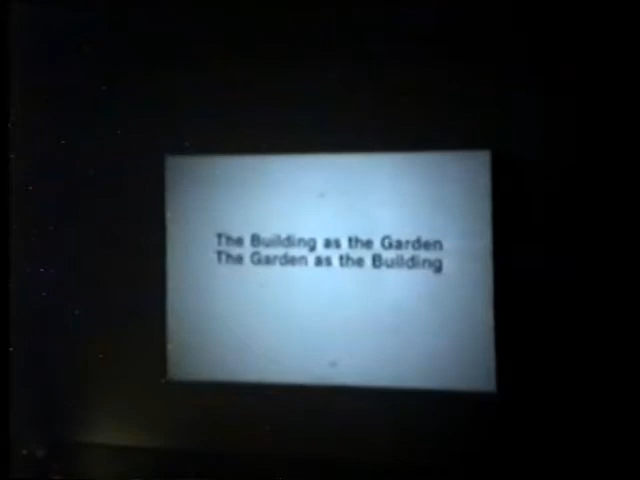 The Building as the Garden
The Garden as the Building